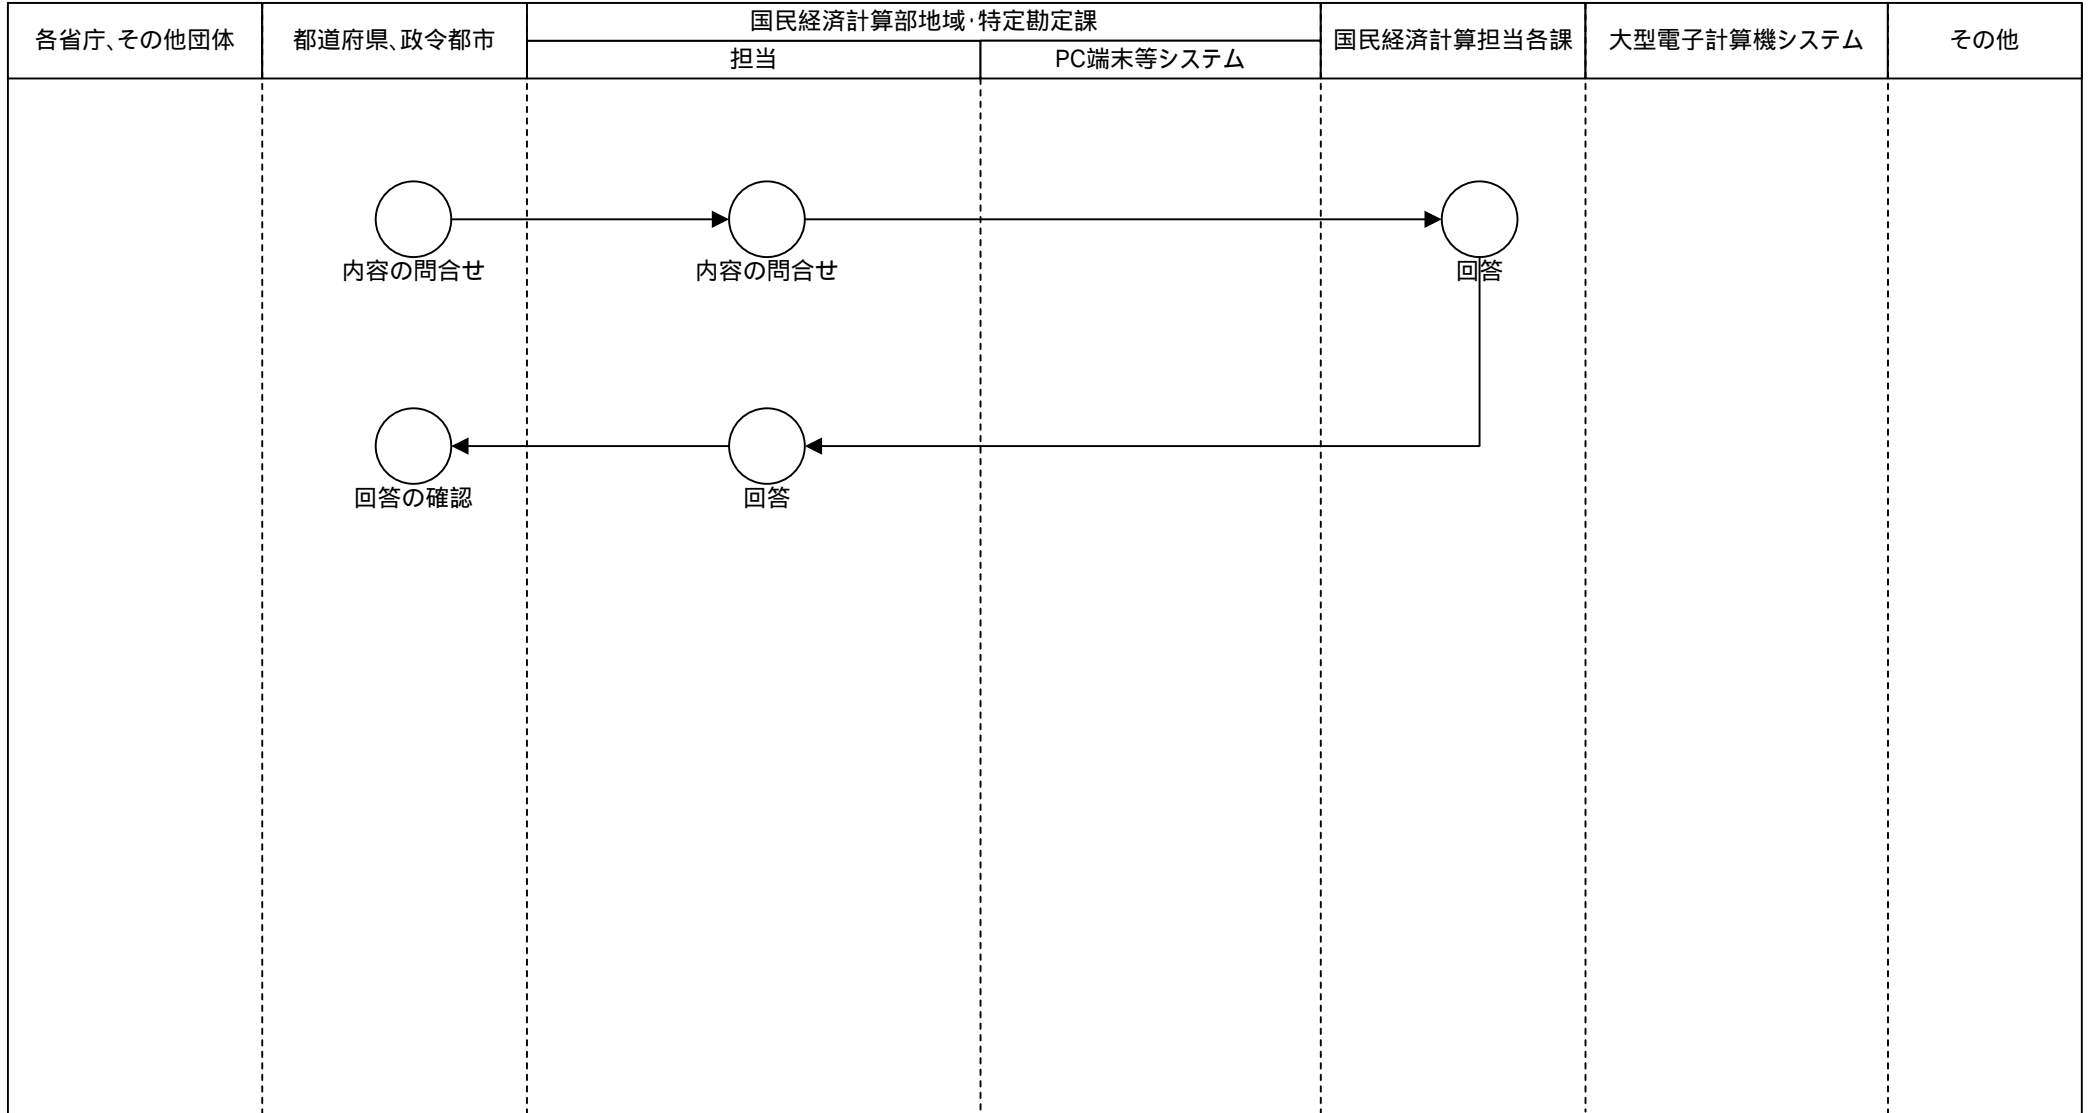 各省庁、その他団体
都道府県、政令都市
国民経済計算部地域・特定勘定課
担当
PC端末等システム
国民経済計算担当各課
大型電子計算機システム
その他
内容の問合せ
内容の問合せ
回答
回答の確認
回答